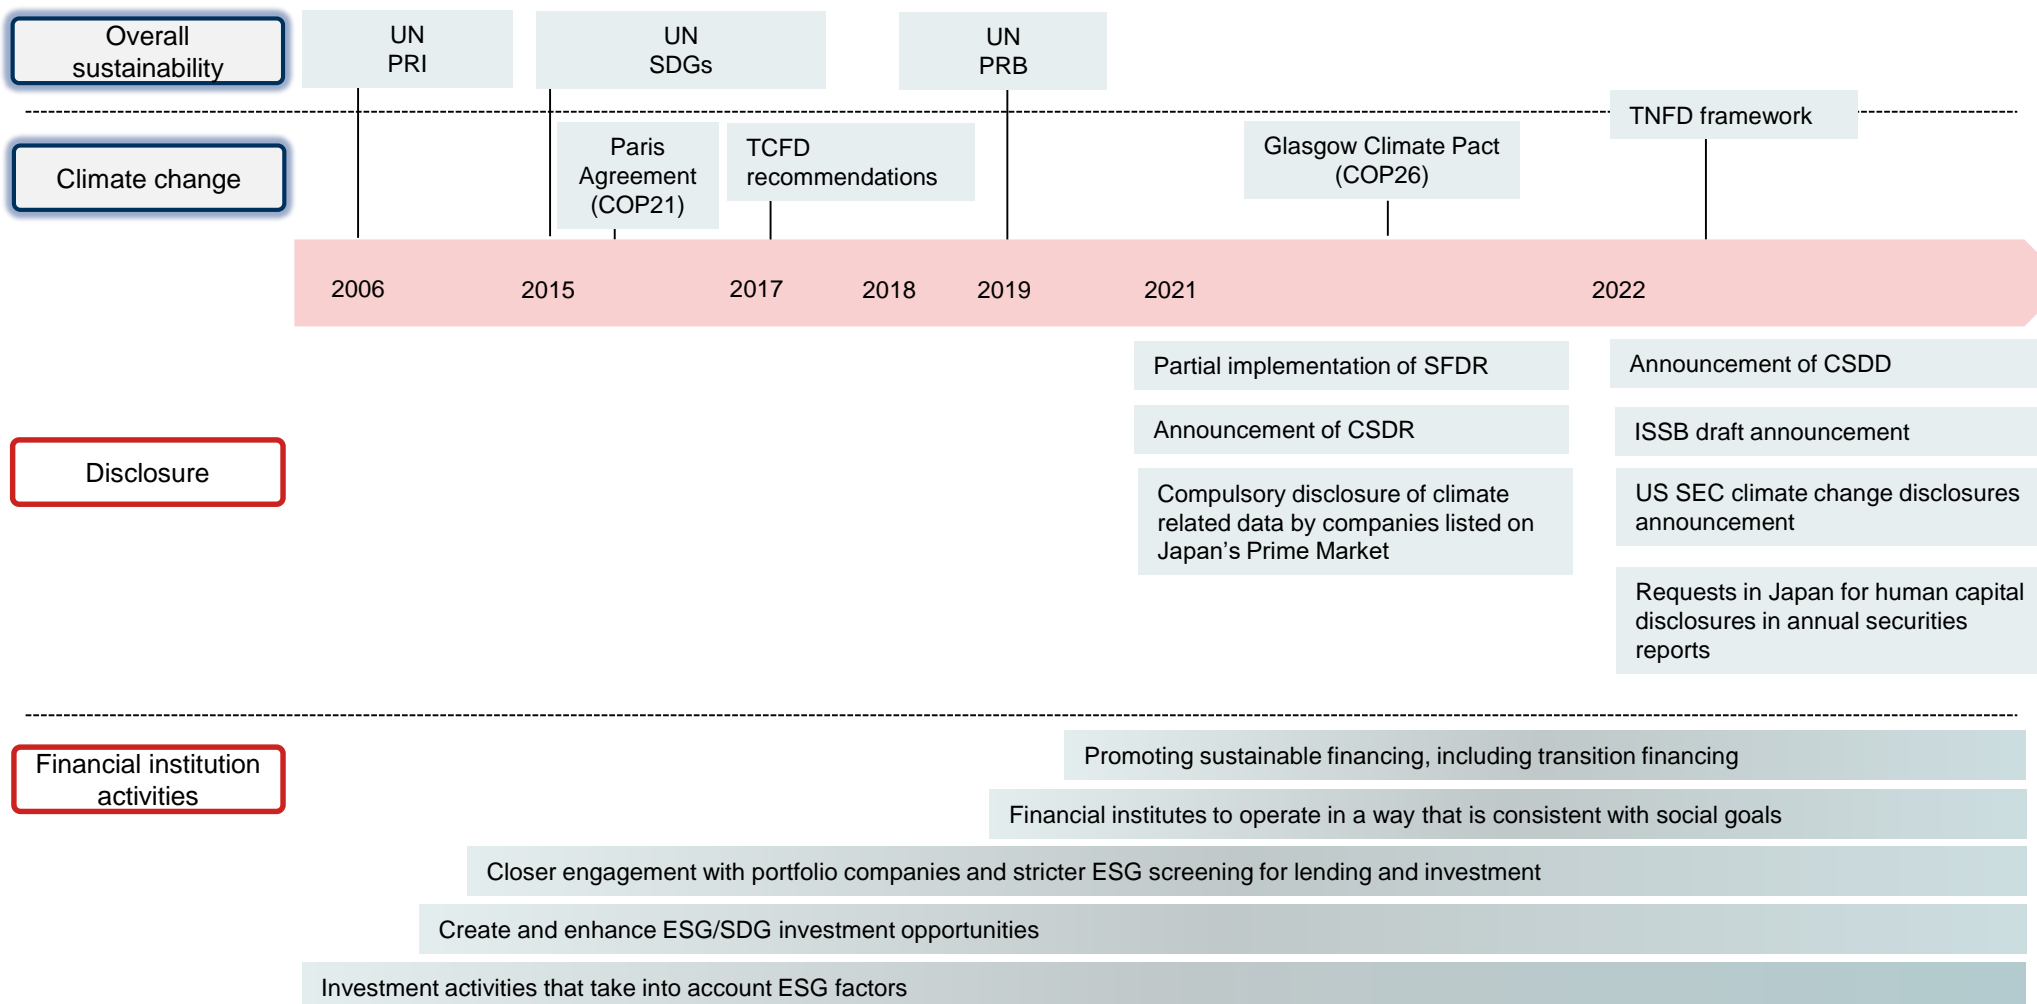 Overall
sustainability
UN
PRI
UN
SDGs
UN
PRB
TNFD framework
Climate change
Paris
Agreement
(COP21)
TCFD
recommendations
Glasgow Climate Pact
(COP26)
2006
2015
2017
2018
2019
2021
2022
Disclosure
Partial implementation of SFDR
Announcement of CSDR
Compulsory disclosure of climate
related data by companies listed on
Japan’s Prime Market
Announcement of CSDD
ISSB draft announcement
US SEC climate change disclosures
announcement
Requests in Japan for human capital
disclosures in annual securities
reports
Financial institution
activities
Promoting sustainable financing, including transition financing
Financial institutes to operate in a way that is consistent with social goals
Closer engagement with portfolio companies and stricter ESG screening for lending and investment
Create and enhance ESG/SDG investment opportunities
Investment activities that take into account ESG factors